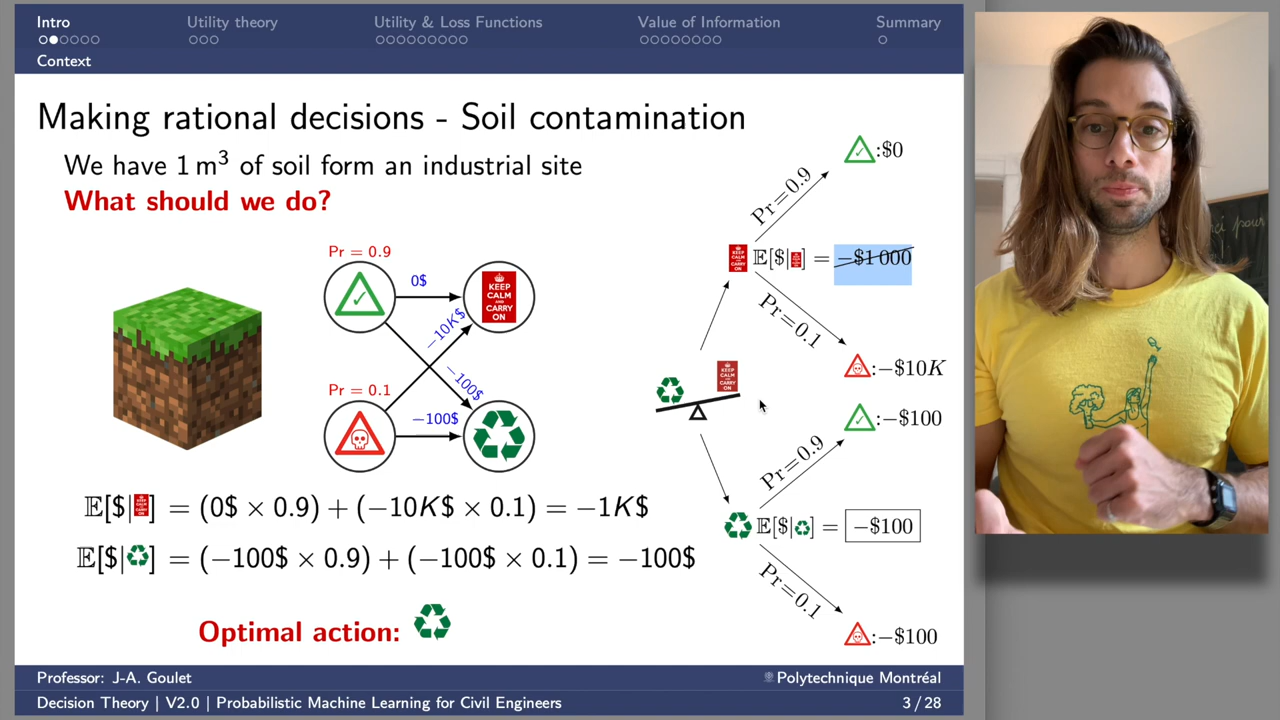 Intro
Utility theory
Utility & Loss Functions
Value of Information
Summary
Context
Making rational decisions - Soil contamination
We have 1 m³ of soil form an industrial site
What should we do?
Pr = 0.9
0$
KEEP CALM AND CARRY ON
-10K$
-100$
Pr = 0.1
-100$
𝔼[$|] = (0$ × 0.9) + (−10K$ × 0.1) = −1K$
𝔼[$|♻] = (−100$ × 0.9) + (−100$ × 0.1) = −100$
Optimal action: ♻
Pr = 0.9
:$0
𝔼[$|] = −$1 000
Pr = 0.1
:−$10K
KEEP CALM AND CARRY ON
:−$100
Pr = 0.9
𝔼[$|♻] = −$100
Pr = 0.1
:−$100
Professor: J-A. Goulet
Polytechnique Montréal
Decision Theory | V2.0 | Probabilistic Machine Learning for Civil Engineers
3 / 28